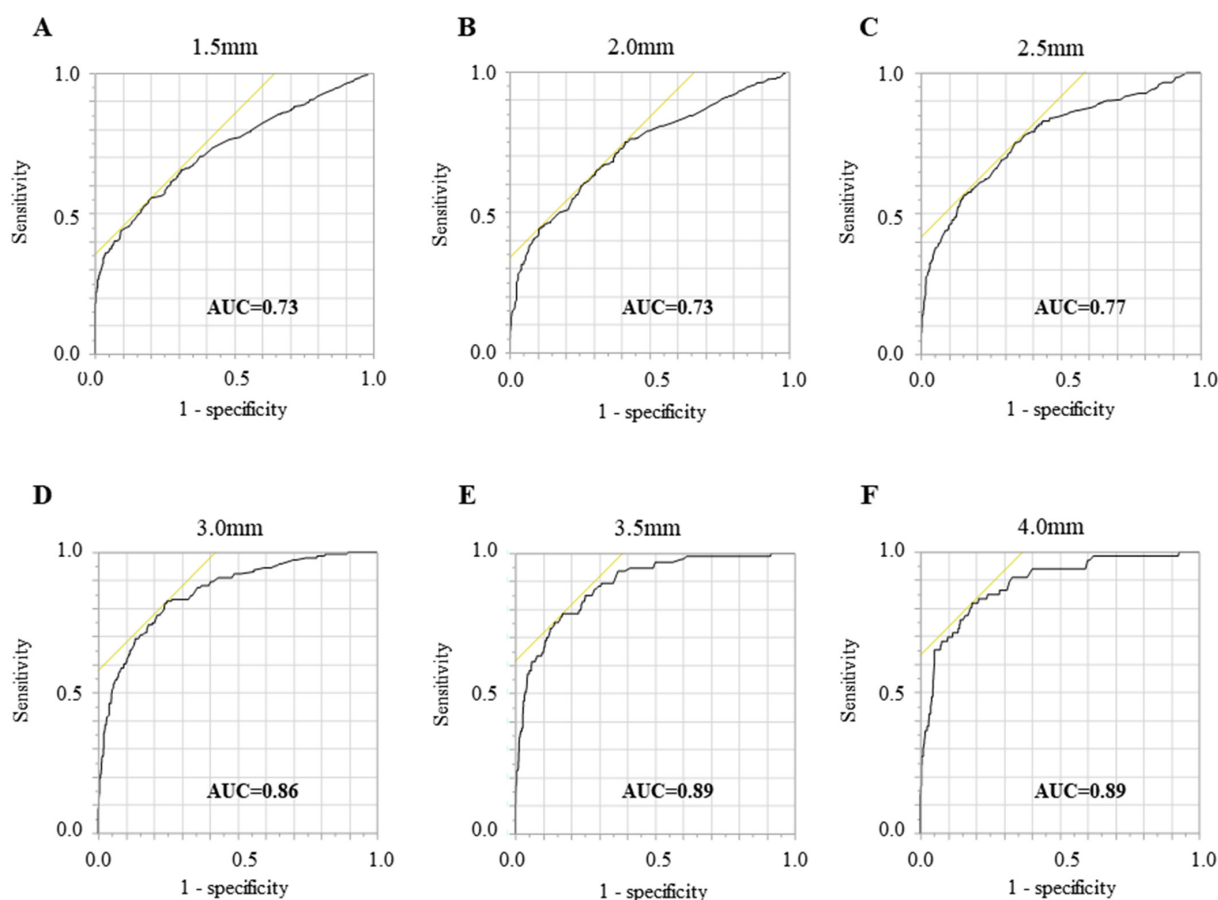 A
1.5mm
1.0
Sensitivity
0.5
AUC=0.73
0.0
0.0
0.5
1.0
1 - specificity
B
2.0mm
1.0
Sensitivity
0.5
AUC=0.73
0.0
0.0
0.5
1.0
1 - specificity
C
2.5mm
1.0
Sensitivity
0.5
AUC=0.77
0.0
0.0
0.5
1.0
1 - specificity
D
3.0mm
1.0
Sensitivity
0.5
AUC=0.86
0.0
0.0
0.5
1.0
1 - specificity
E
3.5mm
1.0
Sensitivity
0.5
AUC=0.89
0.0
0.0
0.5
1.0
1 - specificity
F
4.0mm
1.0
Sensitivity
0.5
AUC=0.89
0.0
0.0
0.5
1.0
1 - specificity